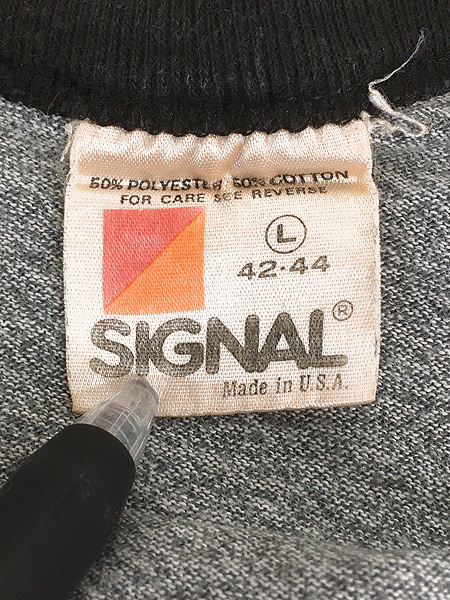 50% POLYESTER 50% COTTON
FOR CARE SEE REVERSE
L
42·44
SIGNAL®
Made in U.S.A.